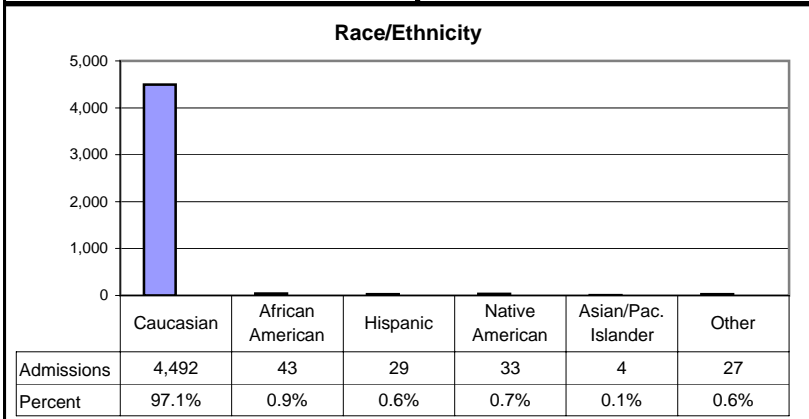 Race/Ethnicity
5,000
4,000
3,000
2,000
1,000
0
Caucasian African American Hispanic Native American Asian/Pac. Islander Other
Admissions 4,492 43 29 33 4 27
Percent 97.1% 0.9% 0.6% 0.7% 0.1% 0.6%